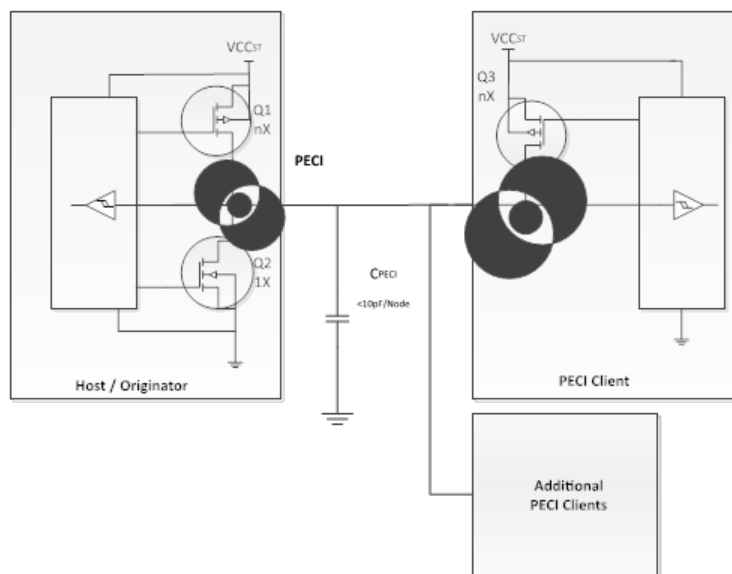 VCCST
VCCST
Q1
nX
Q3
nX
PECI
Q2
1X
CPECI
<10pF/Node
Host / Originator
PECI Client
Additional
PECI Clients